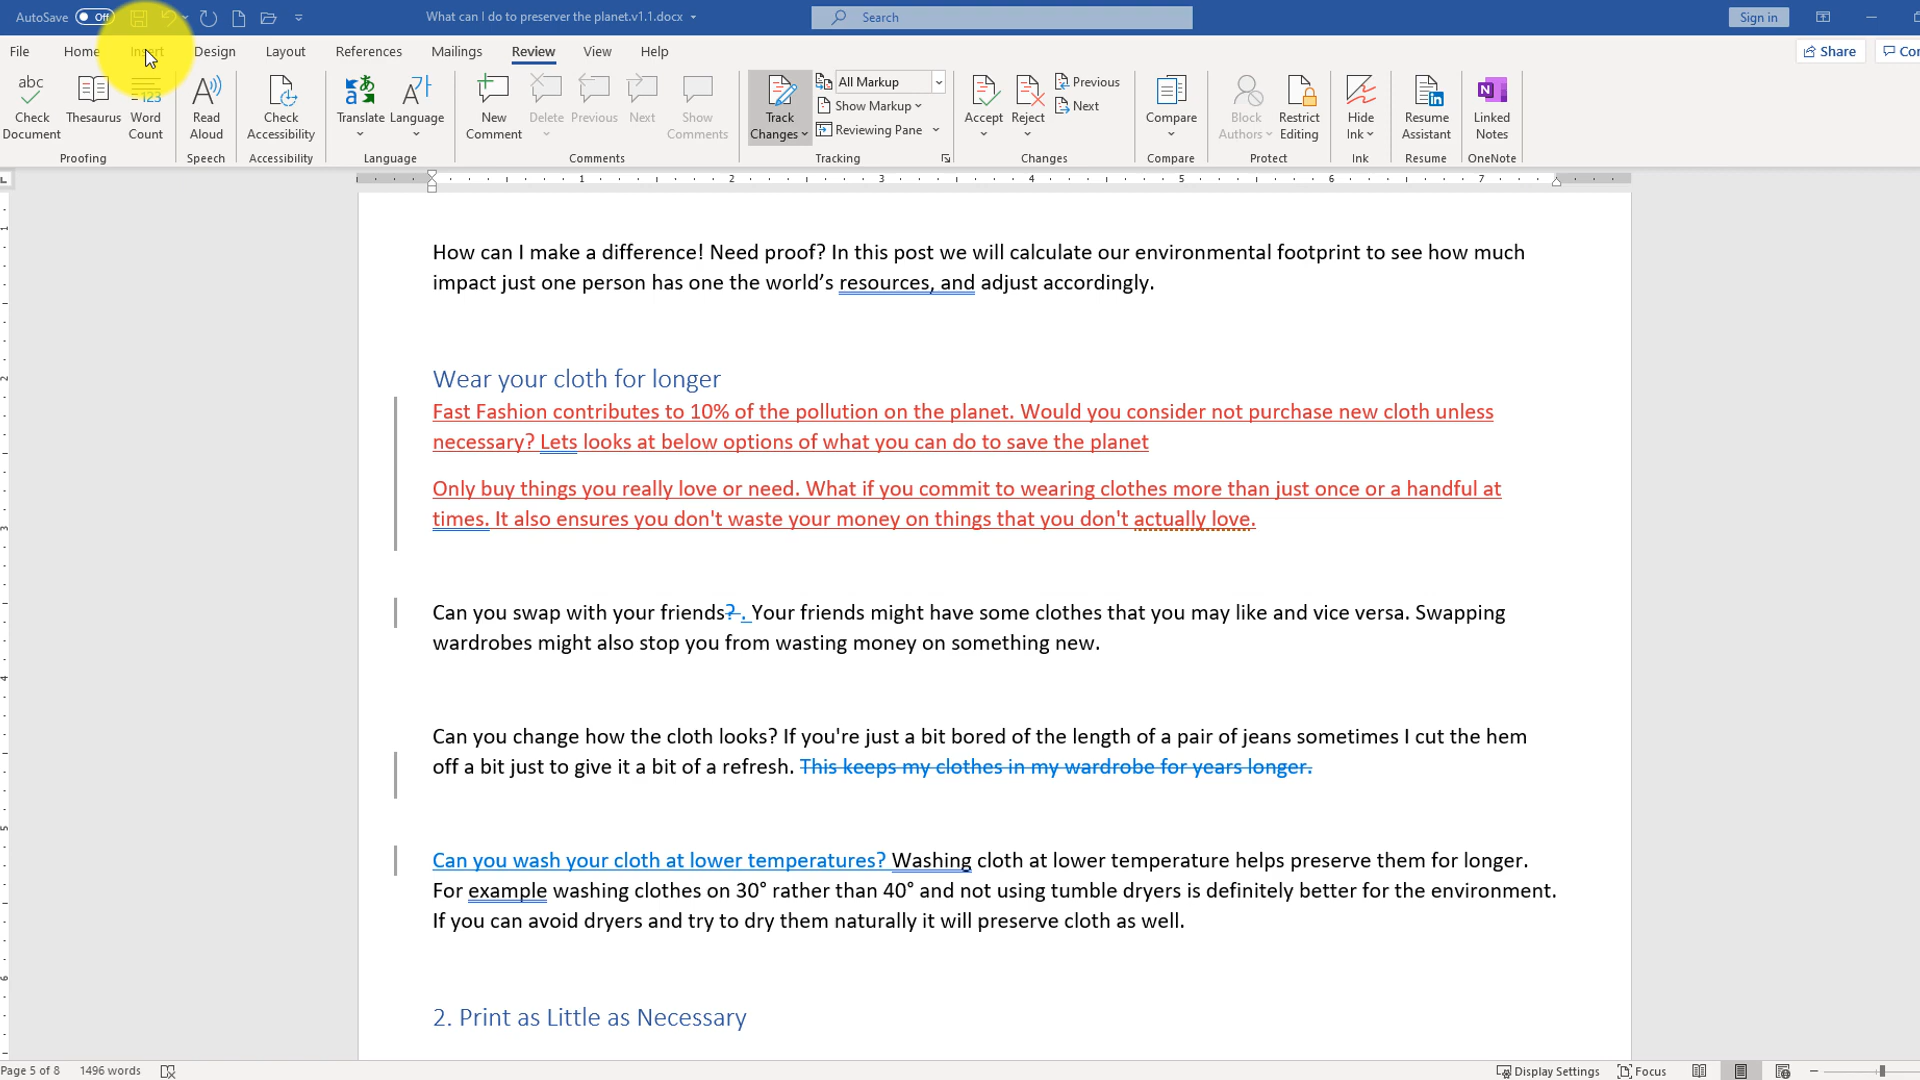 AutoSave Off What can I do to preserver the planet.v1.1.docx Search Sign in
File Home Insert Design Layout References Mailings Review View Help Share
abc Check Document
Thesaurus
123 Word Count
Proofing
Read Aloud
Speech
Check Accessibility
Accessibility
Translate Language
Language
New Comment Delete Previous Next Show Comments
Comments
Track Changes
All Markup
Show Markup
Reviewing Pane
Tracking
Accept Reject
Previous
Next
Changes
Compare
Compare
Block Authors Restrict Editing
Protect
Hide Ink
Ink
Resume Assistant
Resume
Linked Notes
OneNote
1 2 3 4 5 6 7
How can I make a difference! Need proof? In this post we will calculate our environmental footprint to see how much
impact just one person has one the world’s resources, and adjust accordingly.
Wear your cloth for longer
Fast Fashion contributes to 10% of the pollution on the planet. Would you consider not purchase new cloth unless
necessary? Lets looks at below options of what you can do to save the planet
Only buy things you really love or need. What if you commit to wearing clothes more than just once or a handful at
times. It also ensures you don't waste your money on things that you don't actually love.
Can you swap with your friends? . Your friends might have some clothes that you may like and vice versa. Swapping
wardrobes might also stop you from wasting money on something new.
Can you change how the cloth looks? If you're just a bit bored of the length of a pair of jeans sometimes I cut the hem
off a bit just to give it a bit of a refresh. This keeps my clothes in my wardrobe for years longer.
Can you wash your cloth at lower temperatures? Washing cloth at lower temperature helps preserve them for longer.
For example washing clothes on 30° rather than 40° and not using tumble dryers is definitely better for the environment.
If you can avoid dryers and try to dry them naturally it will preserve cloth as well.
2. Print as Little as Necessary
Page 5 of 8 1496 words Display Settings Focus